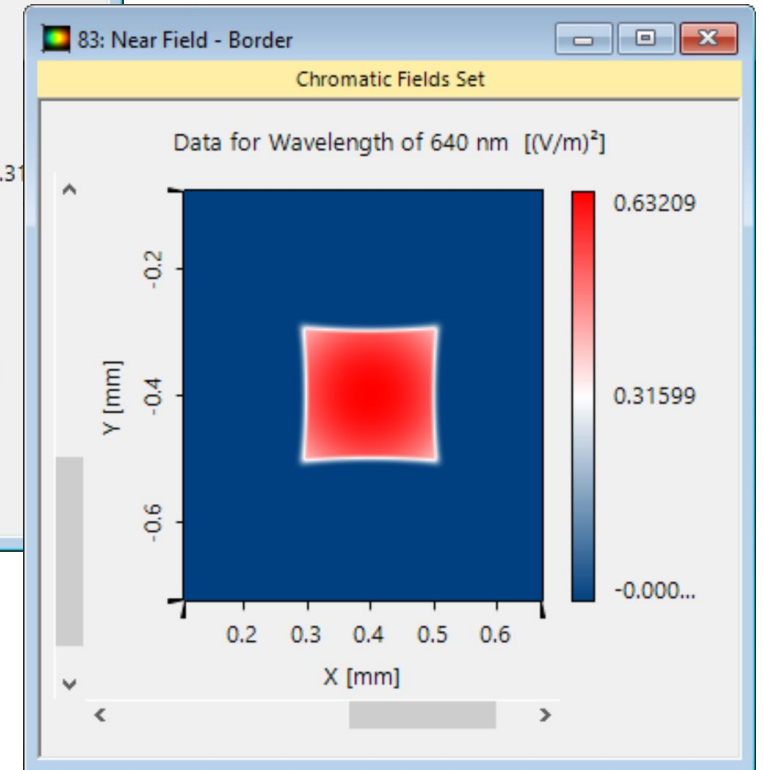 83: Near Field - Border
Chromatic Fields Set
.31
Data for Wavelength of 640 nm [(V/m)²]
0.63209
-0.2
Y [mm]
-0.4
0.31599
-0.6
-0.000...
0.2 0.3 0.4 0.5 0.6
X [mm]